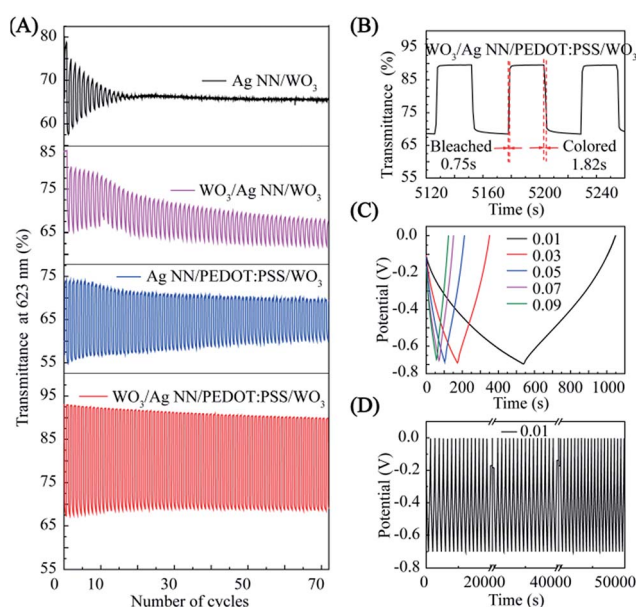 (A)
80
70
60
Ag NN/WO3
85
75
65
WO3/Ag NN/WO3
75
65
55
Ag NN/PEDOT:PSS/WO3
95
85
75
65
55
WO3/Ag NN/PEDOT:PSS/WO3
Transmittance at 623 nm (%)
0 10 30 50 70
Number of cycles
(B)
WO3/Ag NN/PEDOT:PSS/WO3
95
85
75
65
55
Transmittance (%)
Bleached Colored
0.75s 1.82s
5120 5160 5200 5240
Time (s)
(C)
0.0
-0.2
-0.4
-0.6
-0.8
Potential (V)
0.01
0.03
0.05
0.07
0.09
0 200 400 600 800 1000
Time (s)
(D)
0.01
0.0
-0.2
-0.4
-0.6
-0.8
Potential (V)
0 20000 40000 50000
Time (s)